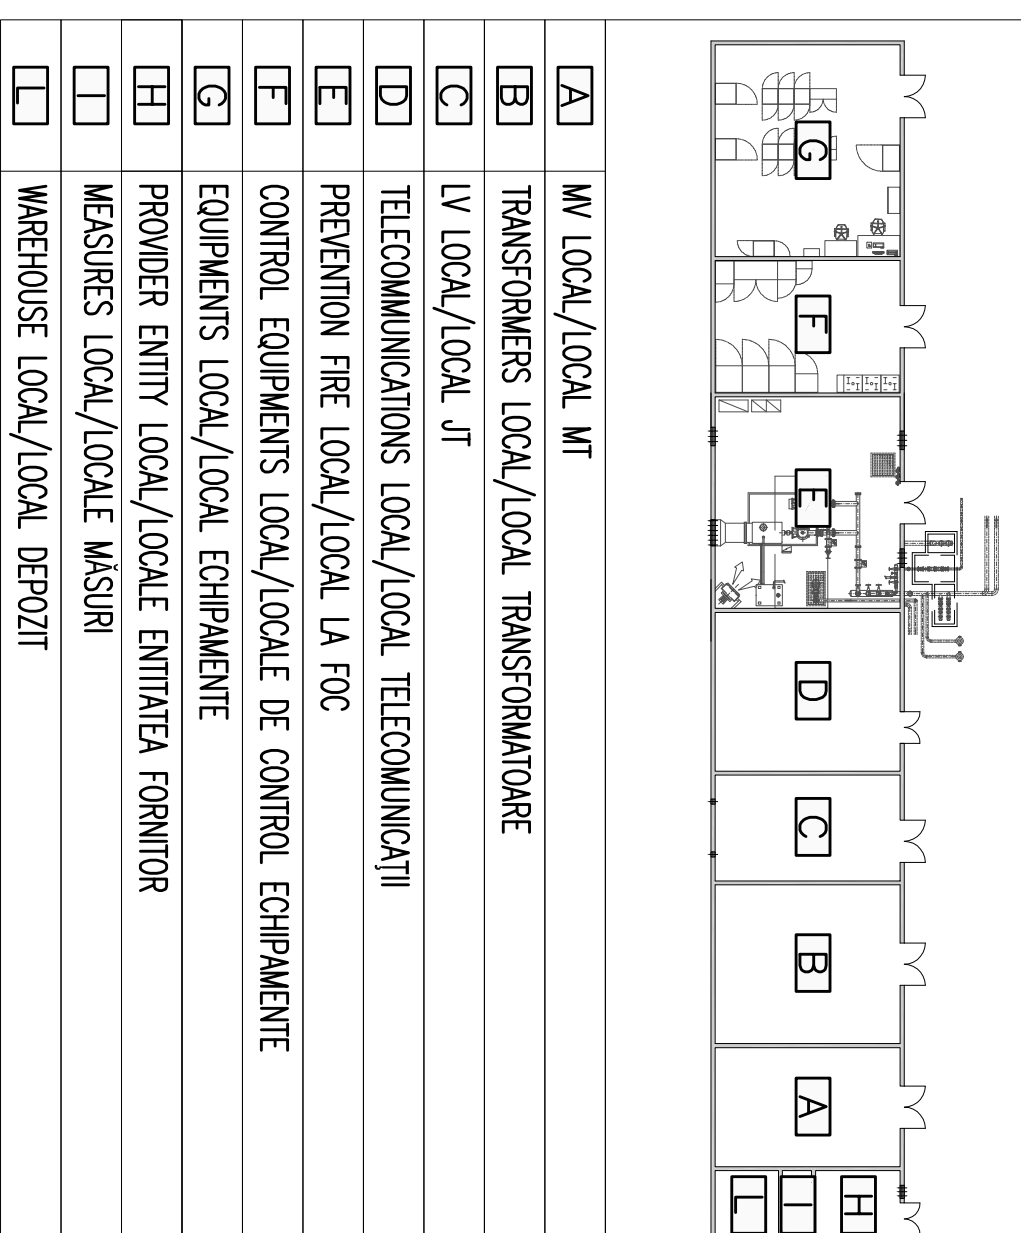 A MV LOCAL/LOCAL MT
B TRANSFORMERS LOCAL/LOCAL TRANSFORMATOARE
C LV LOCAL/LOCAL JT
D TELECOMMUNICATIONS LOCAL/LOCAL TELECOMUNICAŢII
E PREVENTION FIRE LOCAL/LOCAL LA FOC
F CONTROL EQUIPMENTS LOCAL/LOCALE DE CONTROL ECHIPAMENTE
G EQUIPMENTS LOCAL/LOCAL ECHIPAMENTE
H PROVIDER ENTITY LOCAL/LOCALE ENTITATEA FORNITOR
I MEASURES LOCAL/LOCALE MĂSURI
L WAREHOUSE LOCAL/LOCAL DEPOZIT
G
F
E
D
C
B
A
H
I
L